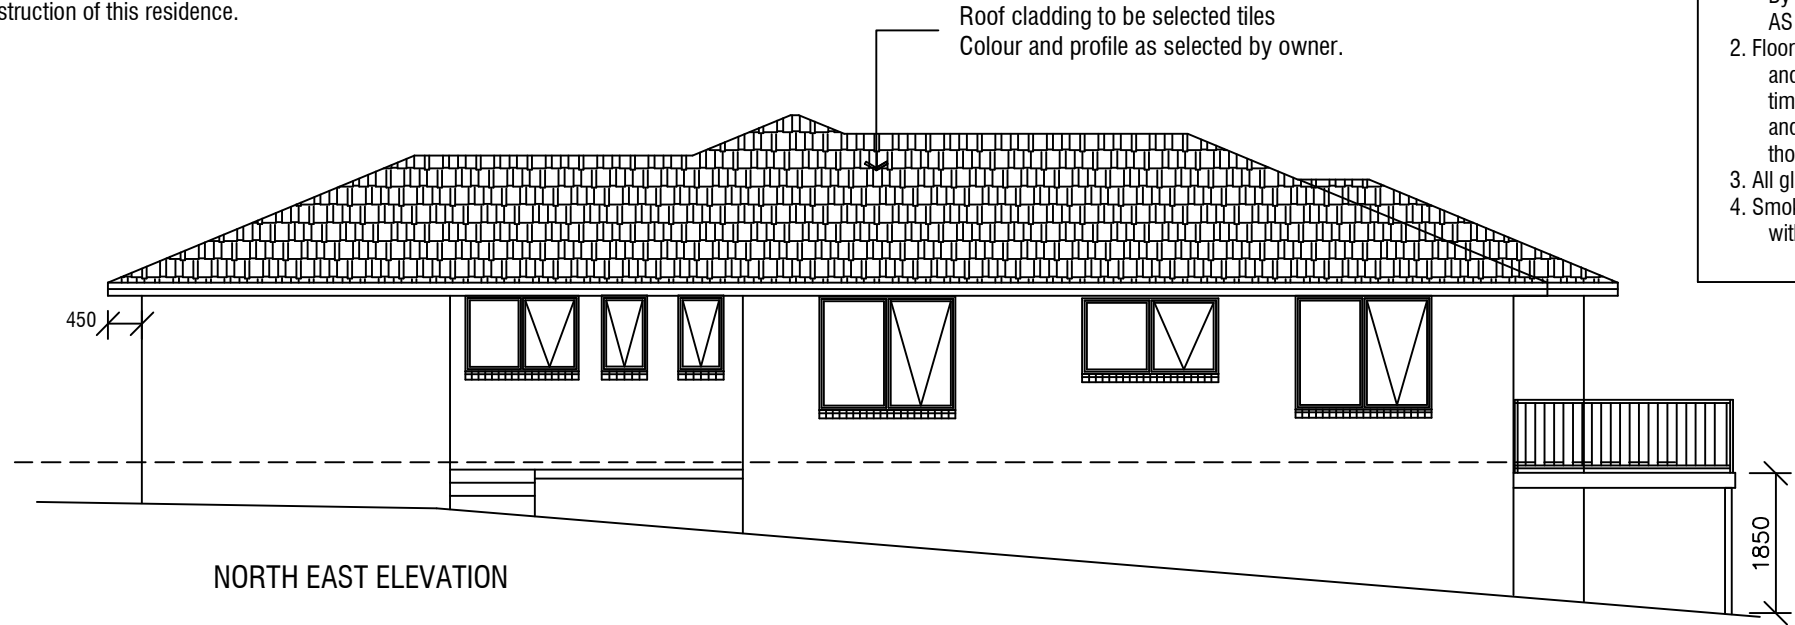 struction of this residence.
Roof cladding to be selected tiles
Colour and profile as selected by owner.
AS
2. Floor
and
tim
and
tho
3. All gl
4. Smo
wit
450
1850
NORTH EAST ELEVATION